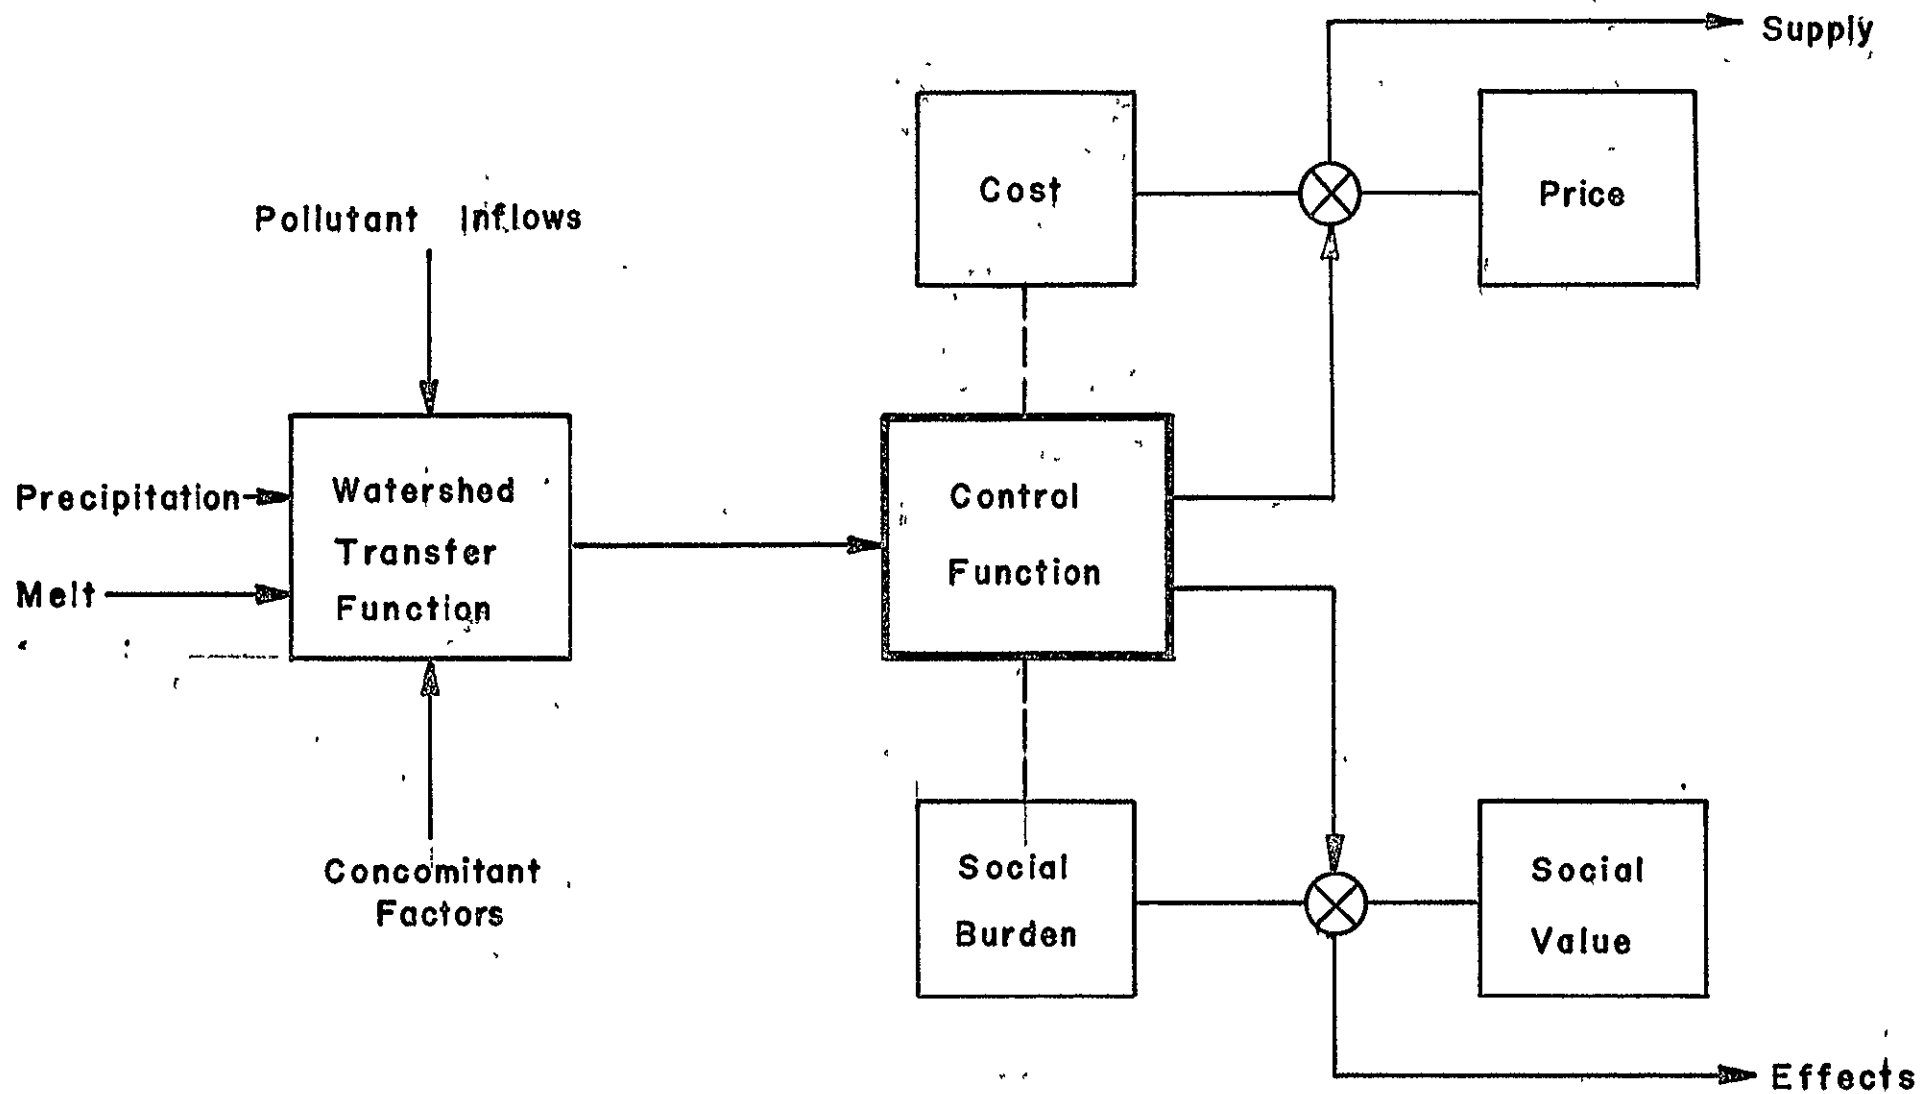 Supply
Cost
Price
Pollutant Inflows
Precipitation
Watershed
Transfer
Function
Melt
Control
Function
Concomitant
Factors
Social
Burden
Social
Value
Effects